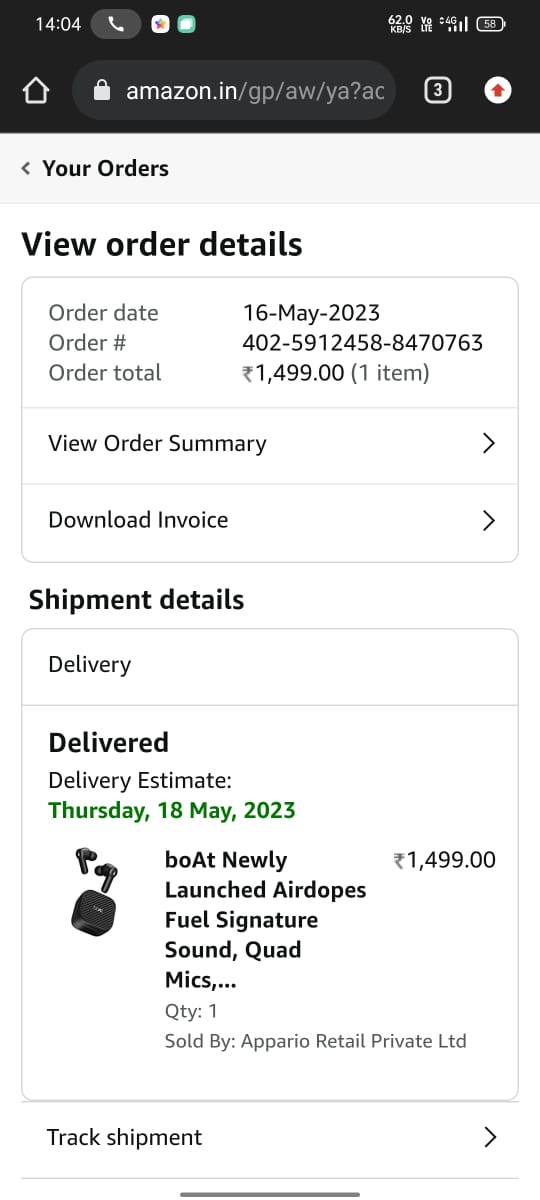 14:04 62.0 KB/S Vo LTE 4G 58
amazon.in/gp/aw/ya?ac 3
Your Orders
View order details
Order date 16-May-2023
Order # 402-5912458-8470763
Order total ₹1,499.00 (1 item)
View Order Summary
Download Invoice
Shipment details
Delivery
Delivered
Delivery Estimate:
Thursday, 18 May, 2023
boAt Newly ₹1,499.00
Launched Airdopes
Fuel Signature
Sound, Quad
Mics,...
Qty: 1
Sold By: Appario Retail Private Ltd
Track shipment